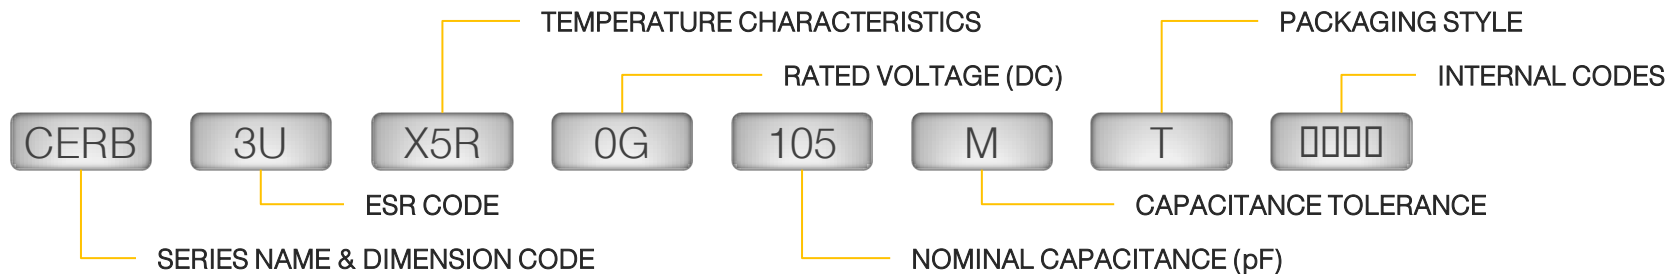 TEMPERATURE CHARACTERISTICS PACKAGING STYLE
RATED VOLTAGE (DC) INTERNAL CODES
CERB 3U X5R 0G 105 M T ▯▯▯▯
ESR CODE CAPACITANCE TOLERANCE
SERIES NAME & DIMENSION CODE NOMINAL CAPACITANCE (pF)